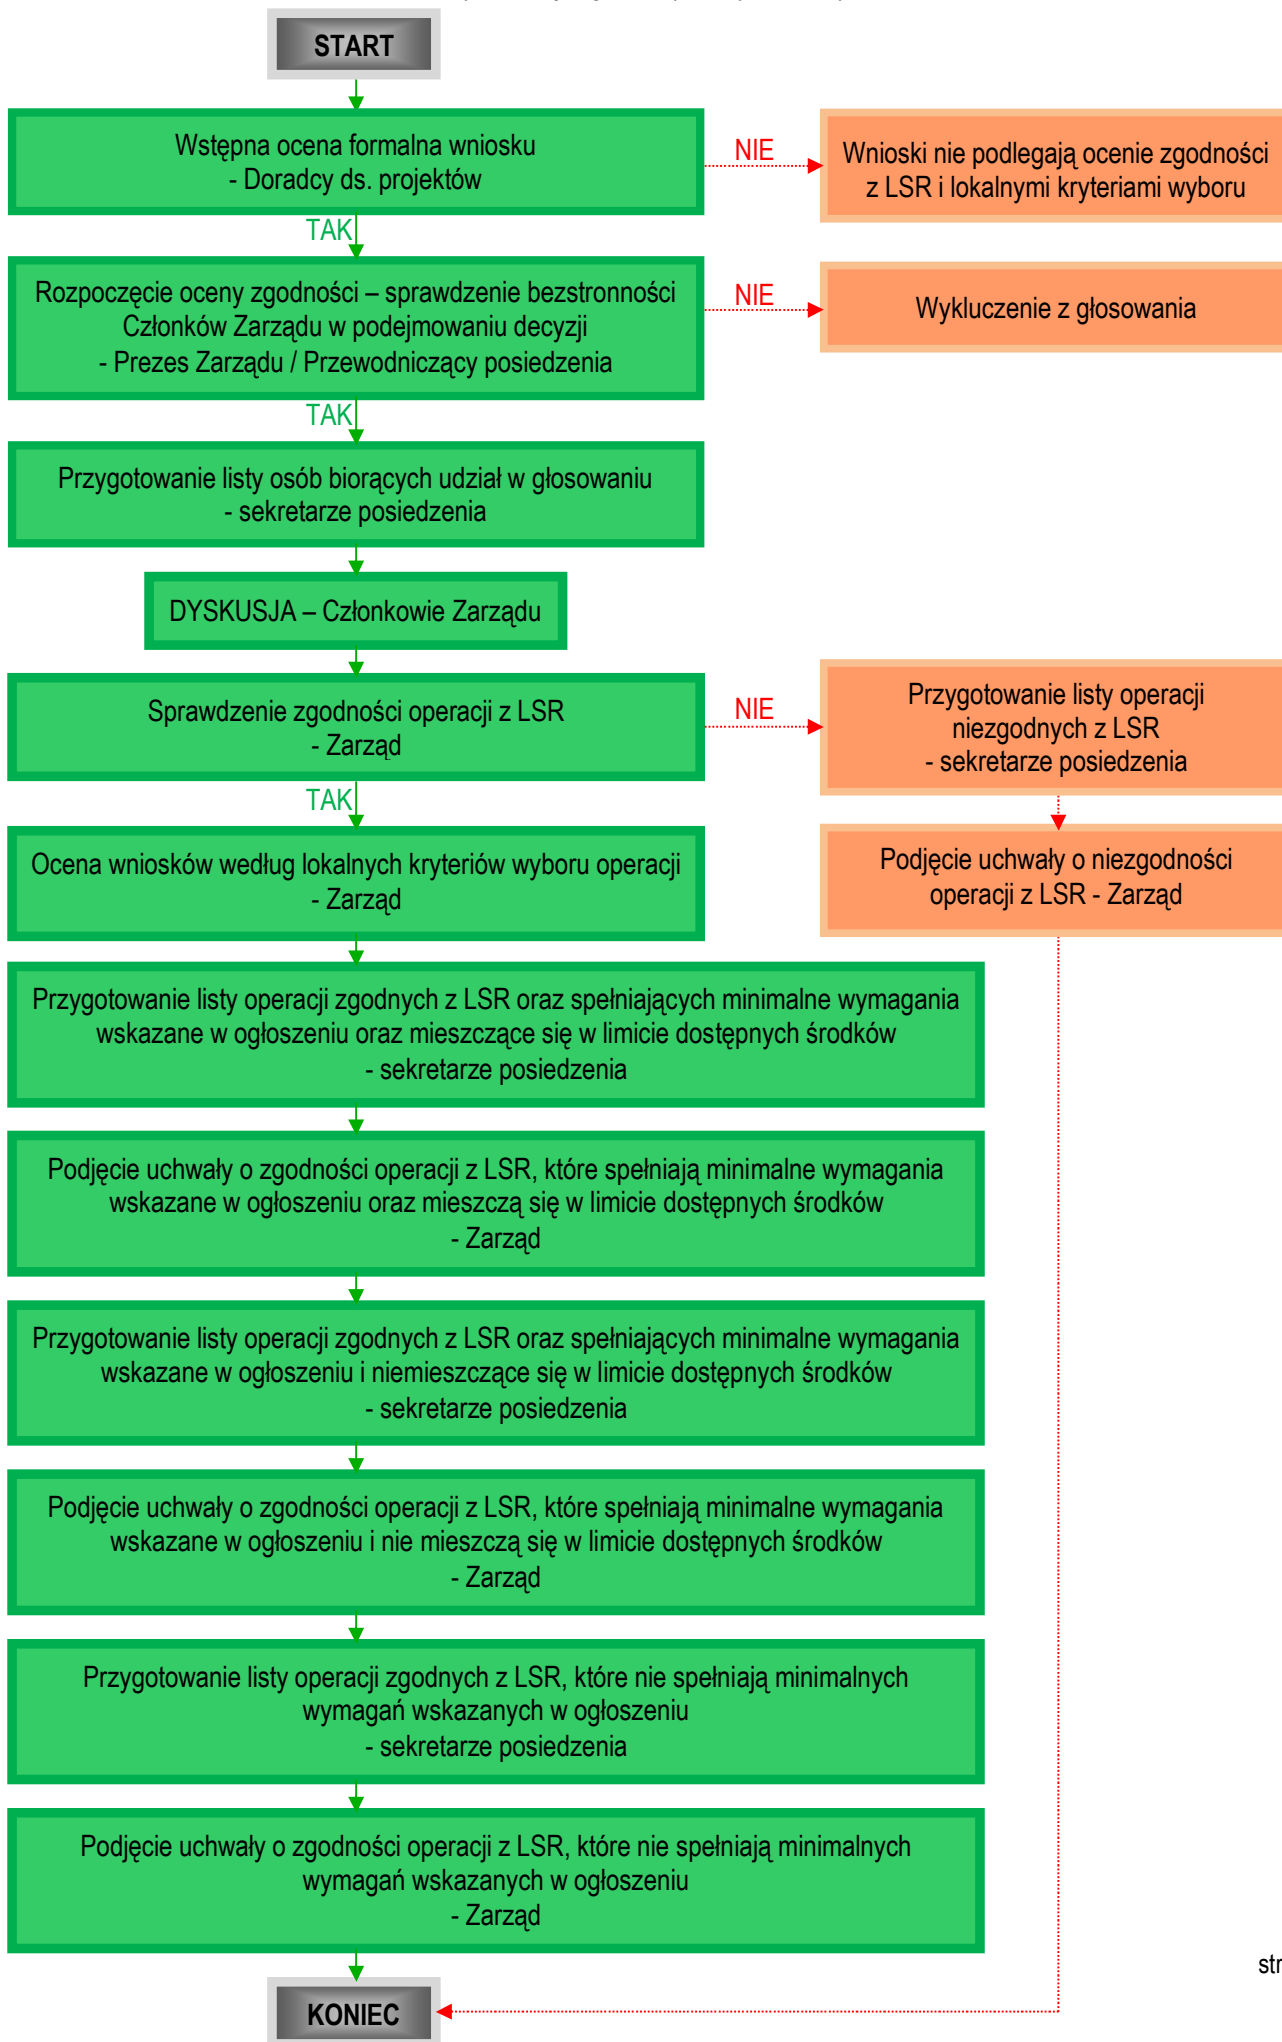 START
Wstępna ocena formalna wniosku
- Doradcy ds. projektów
NIE
Wnioski nie podlegają ocenie zgodności
z LSR i lokalnymi kryteriami wyboru
TAK
Rozpoczęcie oceny zgodności – sprawdzenie bezstronności
Członków Zarządu w podejmowaniu decyzji
- Prezes Zarządu / Przewodniczący posiedzenia
NIE
Wykluczenie z głosowania
TAK
Przygotowanie listy osób biorących udział w głosowaniu
- sekretarze posiedzenia
DYSKUSJA – Członkowie Zarządu
Sprawdzenie zgodności operacji z LSR
- Zarząd
NIE
Przygotowanie listy operacji
niezgodnych z LSR
- sekretarze posiedzenia
TAK
Ocena wniosków według lokalnych kryteriów wyboru operacji
- Zarząd
Podjęcie uchwały o niezgodności
operacji z LSR - Zarząd
Przygotowanie listy operacji zgodnych z LSR oraz spełniających minimalne wymagania
wskazane w ogłoszeniu oraz mieszczące się w limicie dostępnych środków
- sekretarze posiedzenia
Podjęcie uchwały o zgodności operacji z LSR, które spełniają minimalne wymagania
wskazane w ogłoszeniu oraz mieszczą się w limicie dostępnych środków
- Zarząd
Przygotowanie listy operacji zgodnych z LSR oraz spełniających minimalne wymagania
wskazane w ogłoszeniu i niemieszczące się w limicie dostępnych środków
- sekretarze posiedzenia
Podjęcie uchwały o zgodności operacji z LSR, które spełniają minimalne wymagania
wskazane w ogłoszeniu i nie mieszczą się w limicie dostępnych środków
- Zarząd
Przygotowanie listy operacji zgodnych z LSR, które nie spełniają minimalnych
wymagań wskazanych w ogłoszeniu
- sekretarze posiedzenia
Podjęcie uchwały o zgodności operacji z LSR, które nie spełniają minimalnych
wymagań wskazanych w ogłoszeniu
- Zarząd
str
KONIEC